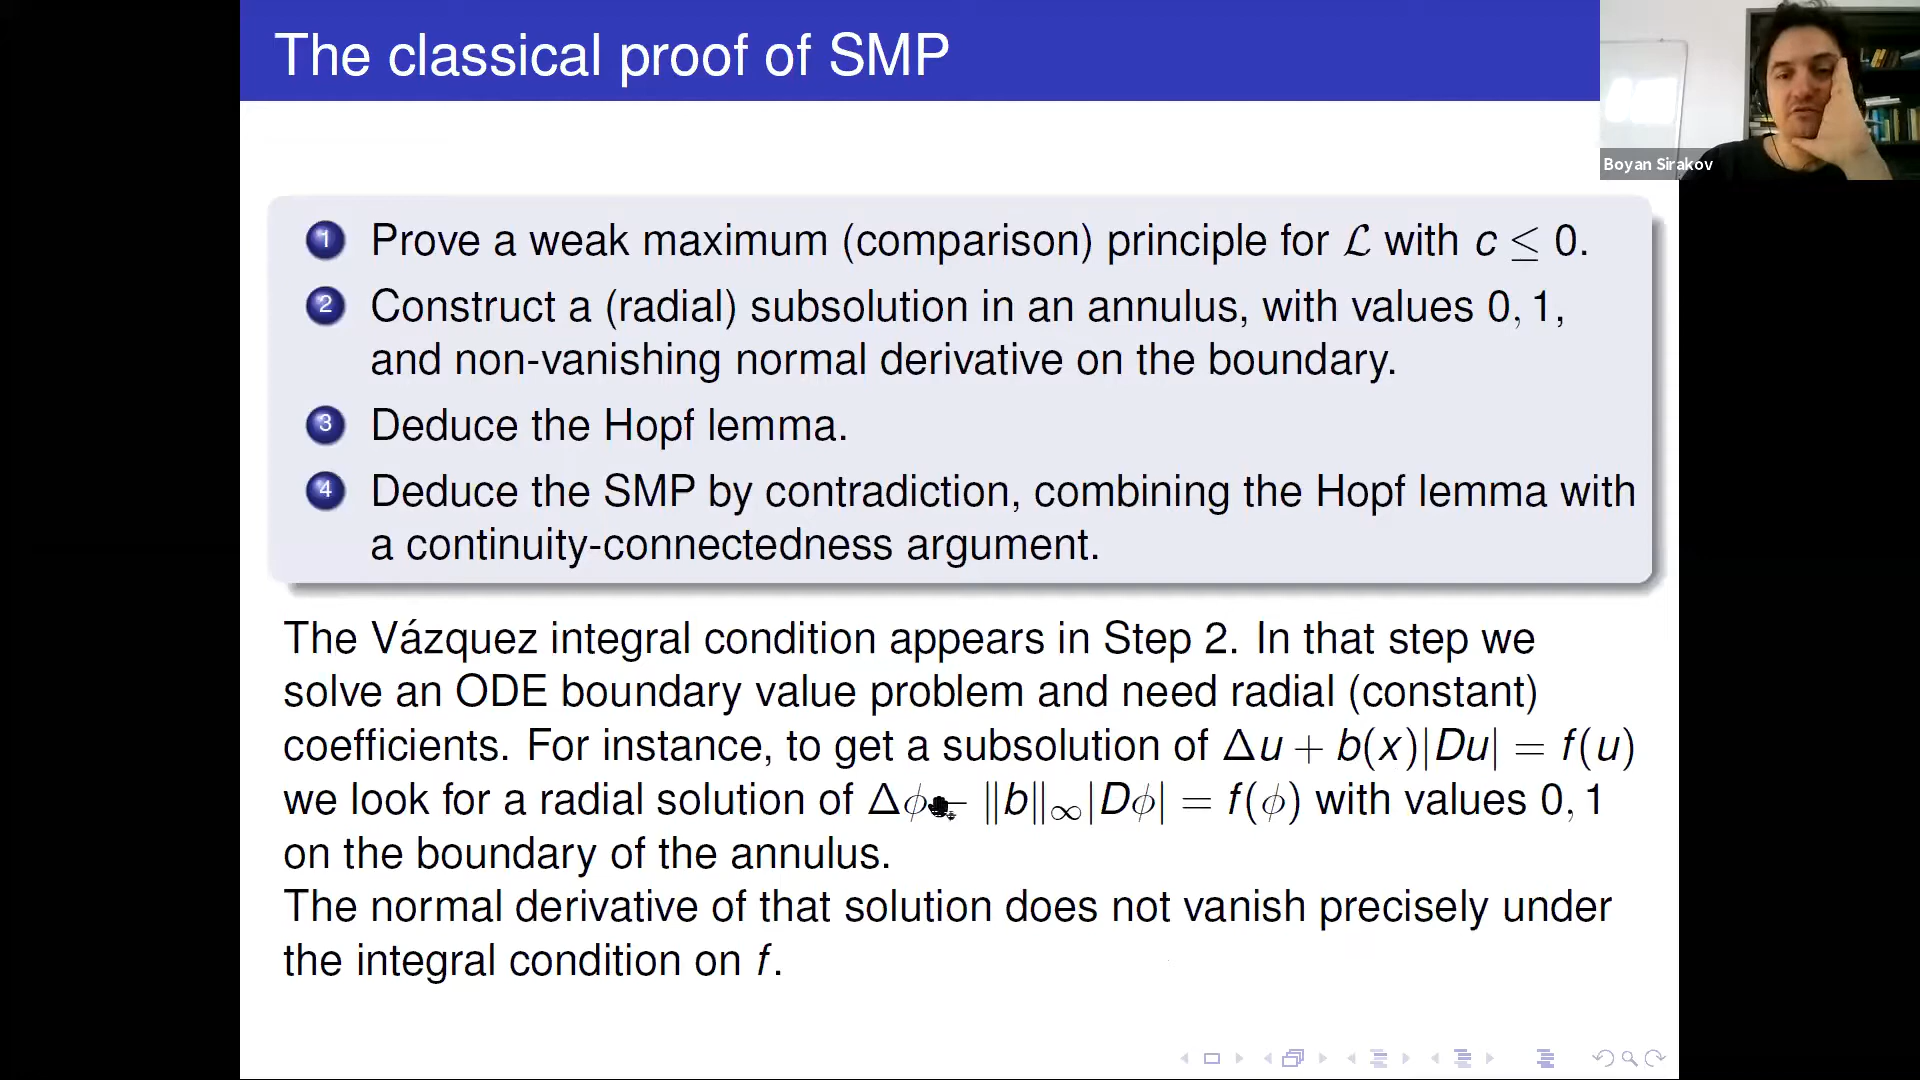 The classical proof of SMP
Boyan Sirakov
1 Prove a weak maximum (comparison) principle for ℒ with c ≤ 0.
2 Construct a (radial) subsolution in an annulus, with values 0, 1,
and non-vanishing normal derivative on the boundary.
3 Deduce the Hopf lemma.
4 Deduce the SMP by contradiction, combining the Hopf lemma with
a continuity-connectedness argument.
The Vázquez integral condition appears in Step 2. In that step we
solve an ODE boundary value problem and need radial (constant)
coefficients. For instance, to get a subsolution of Δu + b(x)|Du| = f(u)
we look for a radial solution of Δϕ − ‖b‖∞|Dϕ| = f(ϕ) with values 0, 1
on the boundary of the annulus.
The normal derivative of that solution does not vanish precisely under
the integral condition on f.